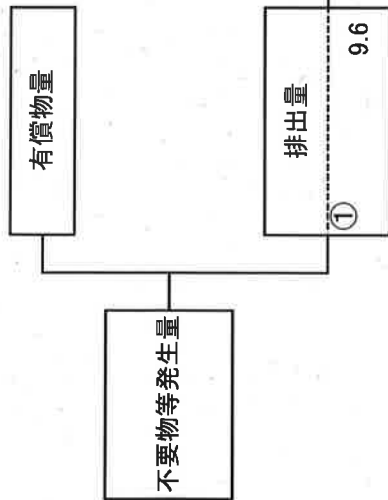 不要物等発生量
有償物量
排出量
①
9.6